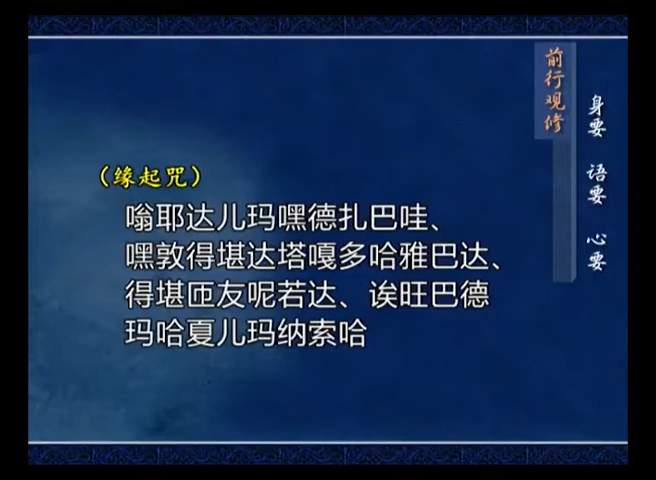 前行观修
身要 语要 心要
（缘起咒）
嗡耶达儿玛嘿德扎巴哇、
嘿敦得堪达塔嘎多哈雅巴达、
得堪匝友呢若达、诶旺巴德
玛哈夏儿玛纳索哈